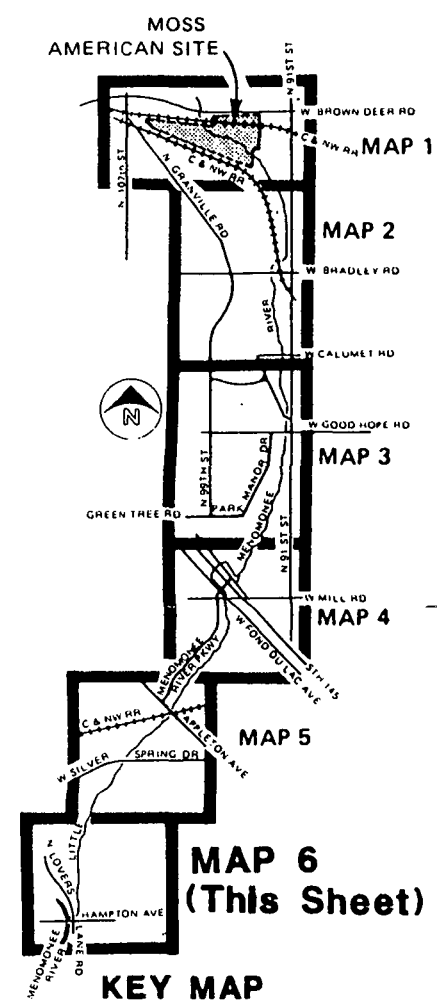 MOSS
AMERICAN SITE
N 91ST ST
W BROWN DEER RD
C & NW RR
MAP 1
C & NW RR
N 107th ST
N GRANVILLE RD
MAP 2
W BRADLEY RD
RIVER
W CALUMET RD
N
W GOOD HOPE RD
MAP 3
N 99TH ST
PARK MANOR DR
GREEN TREE RD
MENOMONEE
N 91 ST ST
W MILL RD
MAP 4
W FOND DU LAC AVE
STH 145
MENOMONEE
RIVER PKWY
C & NW RR
APPLETON AVE
MAP 5
W SILVER SPRING DR
LITTLE
MENOMONEE
RIVER
N LOVERS
LANE RD
HAMPTON AVE
MAP 6
(This Sheet)
KEY MAP